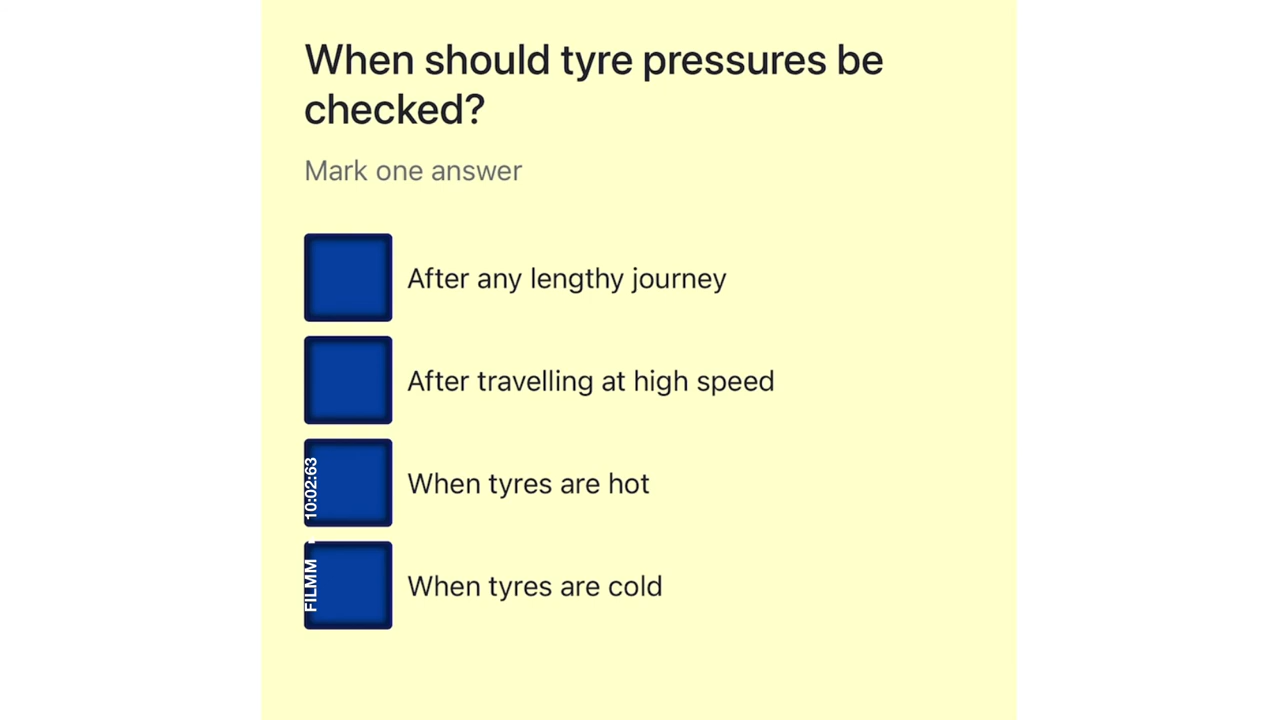 When should tyre pressures be
checked?
Mark one answer
After any lengthy journey
After travelling at high speed
When tyres are hot
10:02:63
When tyres are cold
FILMM